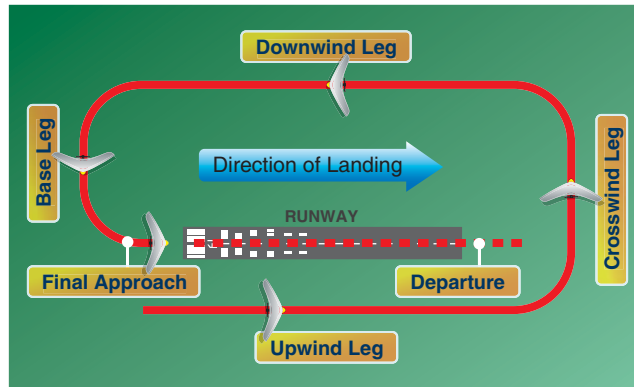 Downwind Leg
Base Leg
Direction of Landing
Crosswind Leg
RUNWAY
Final Approach
Departure
Upwind Leg